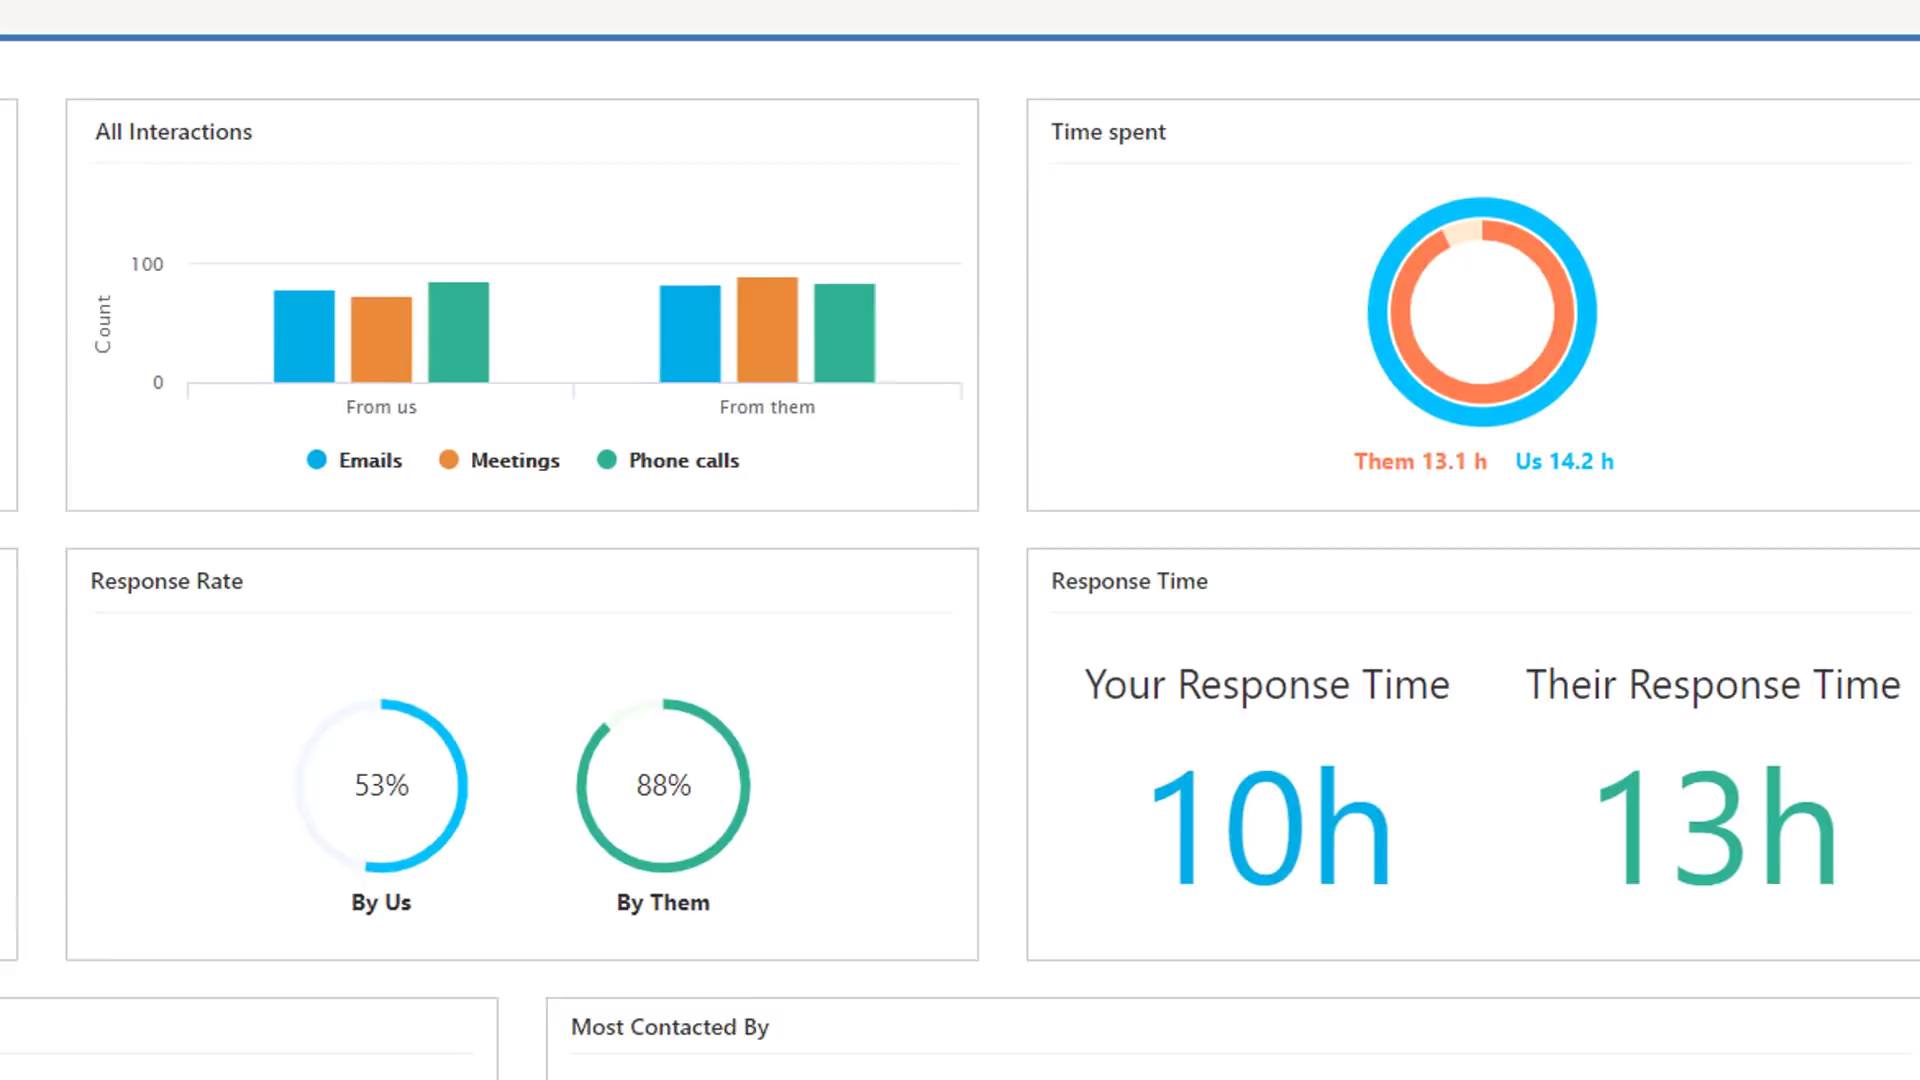 All Interactions
100
Count
0
From us
From them
Emails
Meetings
Phone calls
Time spent
Them 13.1 h
Us 14.2 h
Response Rate
53%
88%
By Us
By Them
Response Time
Your Response Time
Their Response Time
10h
13h
Most Contacted By